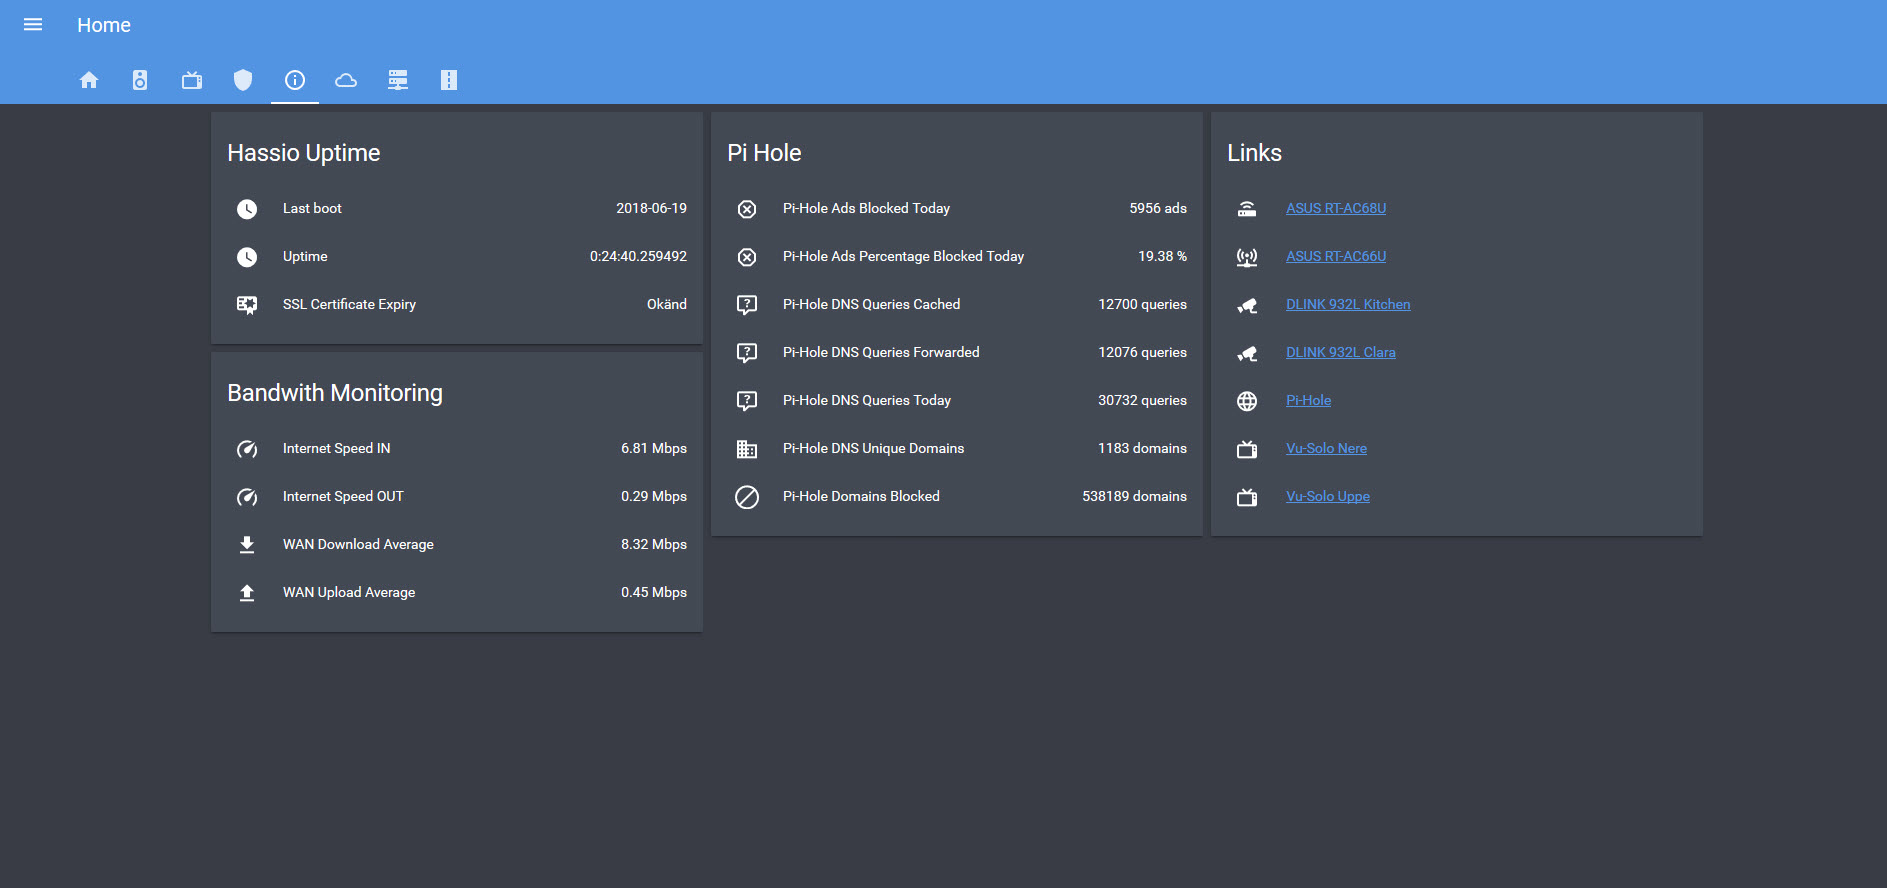 Home
Hassio Uptime
Last boot 2018-06-19
Uptime 0:24:40.259492
SSL Certificate Expiry Okänd
Bandwith Monitoring
Internet Speed IN 6.81 Mbps
Internet Speed OUT 0.29 Mbps
WAN Download Average 8.32 Mbps
WAN Upload Average 0.45 Mbps
Pi Hole
Pi-Hole Ads Blocked Today 5956 ads
Pi-Hole Ads Percentage Blocked Today 19.38 %
Pi-Hole DNS Queries Cached 12700 queries
Pi-Hole DNS Queries Forwarded 12076 queries
Pi-Hole DNS Queries Today 30732 queries
Pi-Hole DNS Unique Domains 1183 domains
Pi-Hole Domains Blocked 538189 domains
Links
ASUS RT-AC68U
ASUS RT-AC66U
DLINK 932L Kitchen
DLINK 932L Clara
Pi-Hole
Vu-Solo Nere
Vu-Solo Uppe